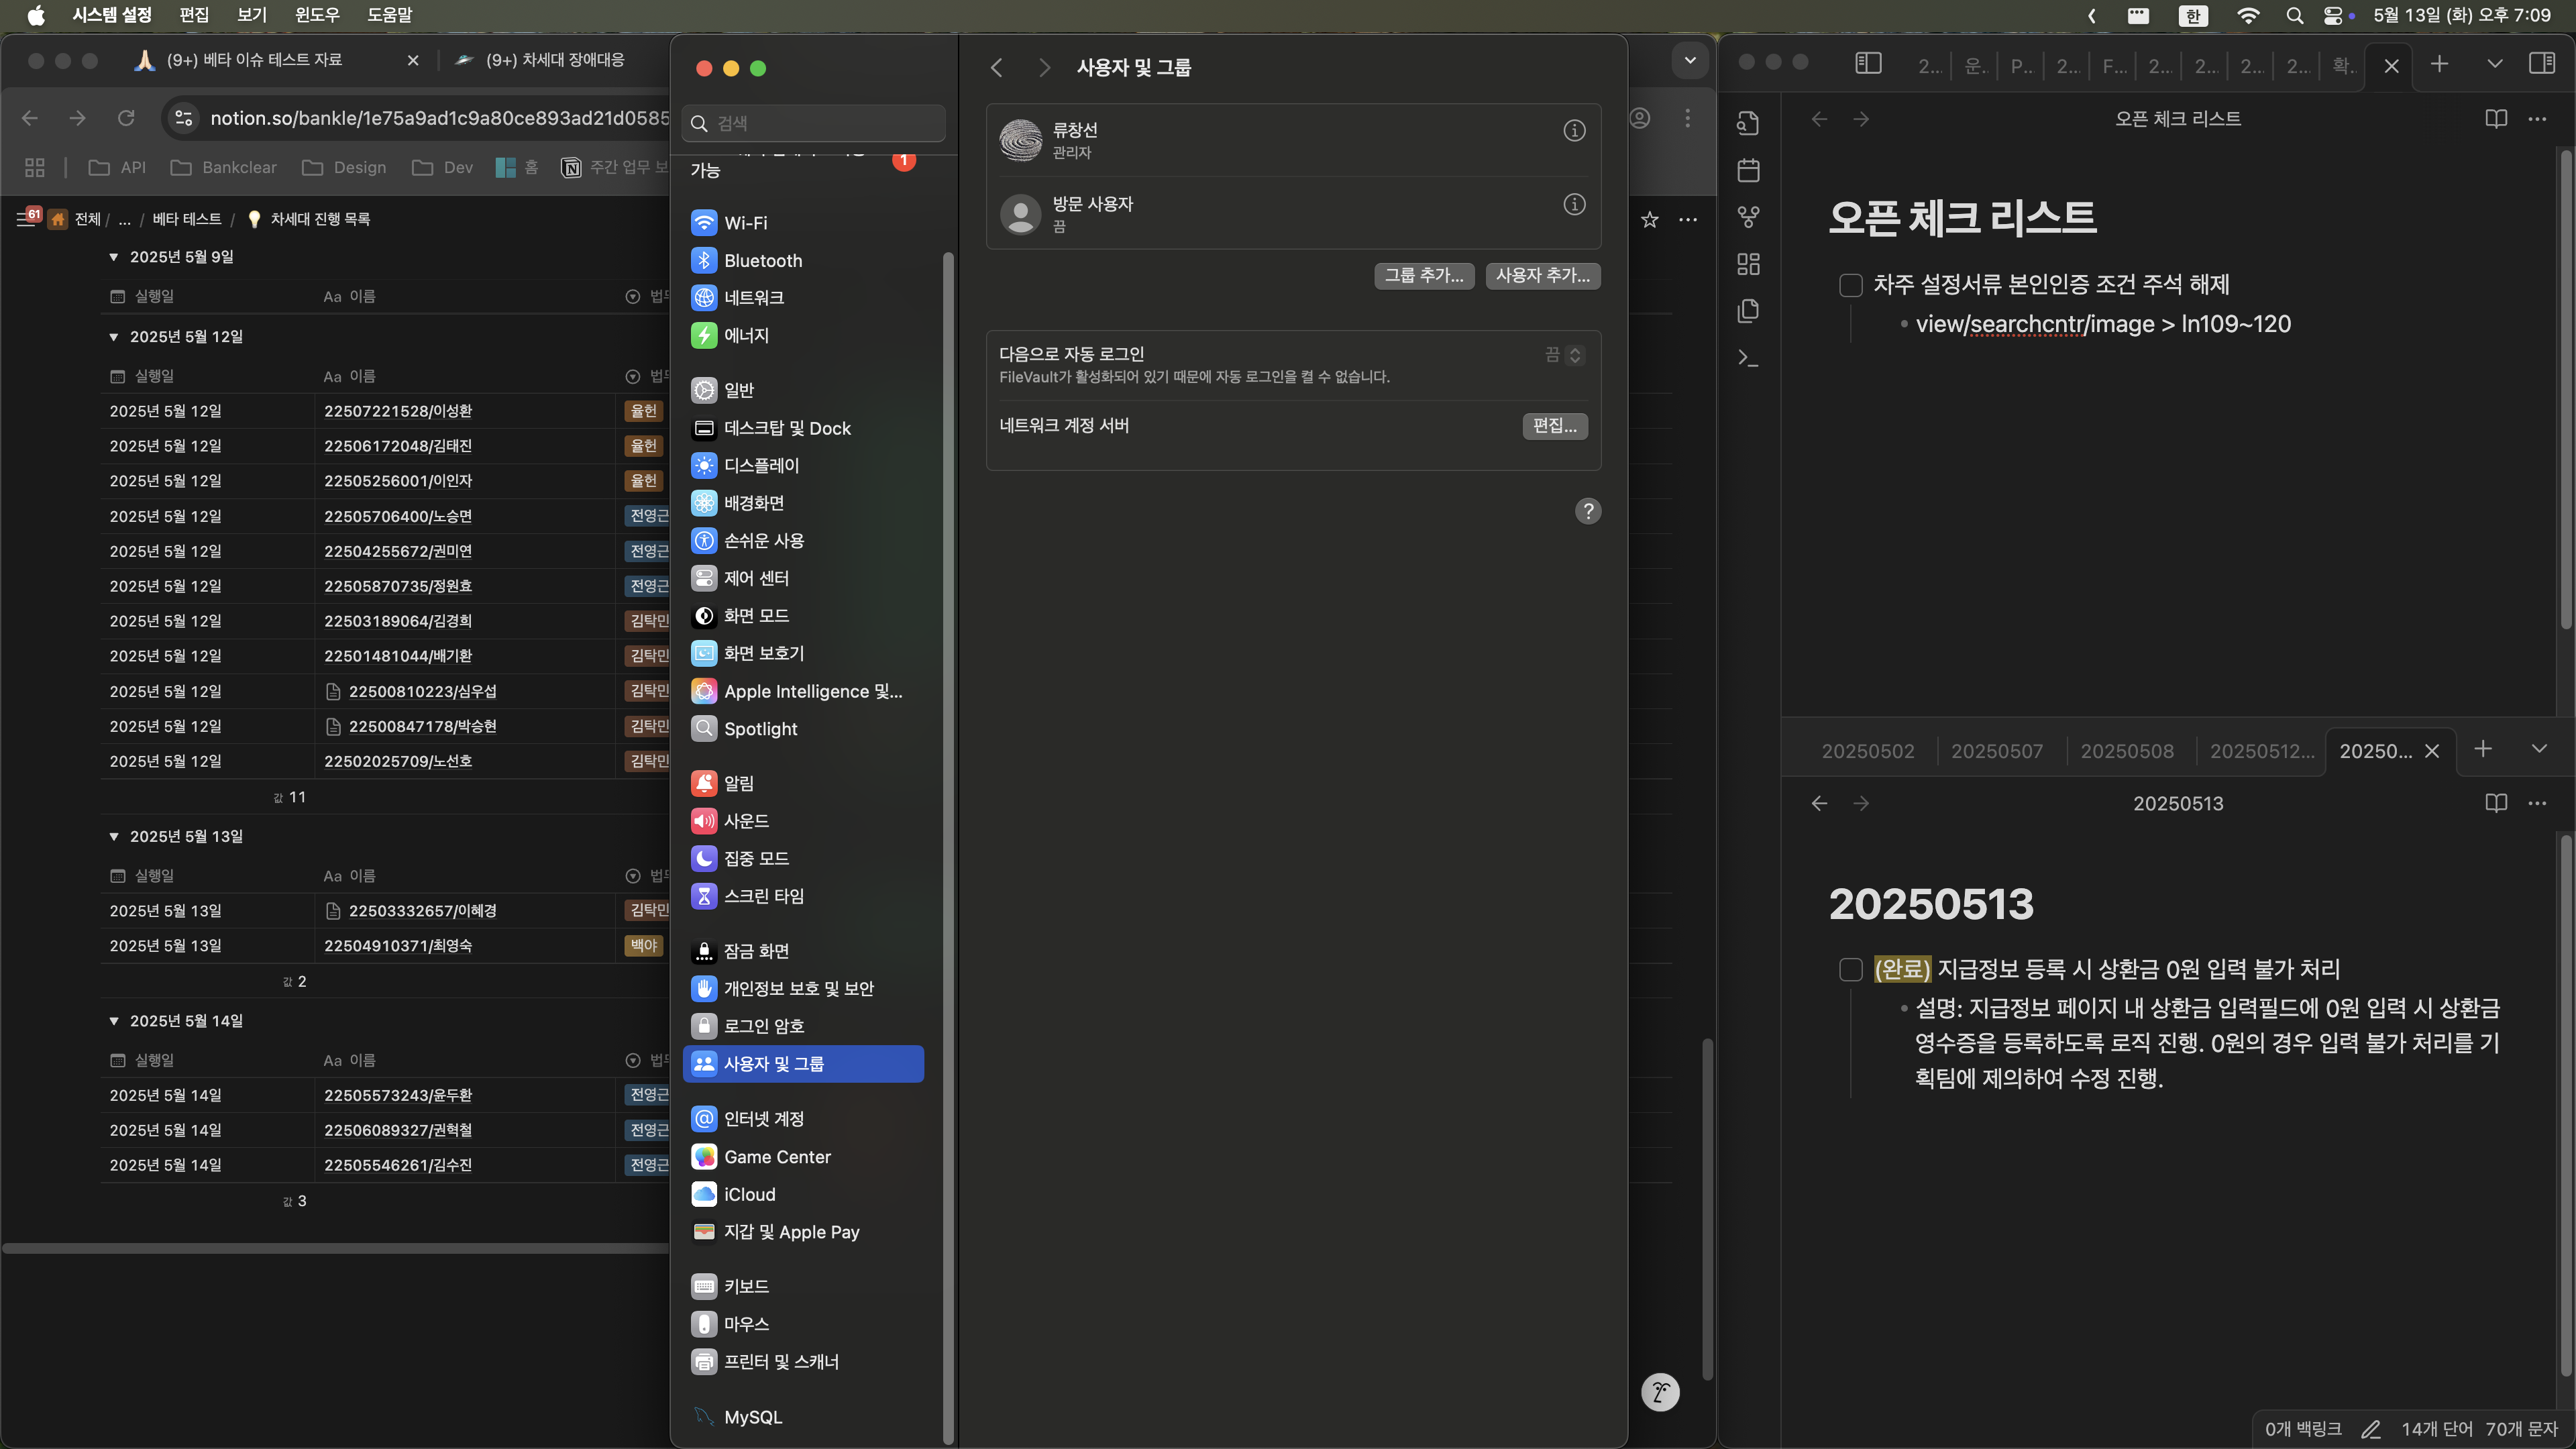 시스템 설정 편집 보기 윈도우 도움말
한 5월 13일 (화) 오후 7:09
(9+) 베타 이슈 테스트 자료
(9+) 차세대 장애대응
notion.so/bankle/1e75a9ad1c9a80ce893ad21d0585
API Bankclear Design Dev 홈 주간 업무 보
61 전체 / ... / 베타 테스트 / 차세대 진행 목록
2025년 5월 9일
실행일 Aa 이름 법무
2025년 5월 12일
실행일 Aa 이름 법무
2025년 5월 12일 22507221528/이성환 율헌
2025년 5월 12일 22506172048/김태진 율헌
2025년 5월 12일 22505256001/이인자 율헌
2025년 5월 12일 22505706400/노승면 전영근
2025년 5월 12일 22504255672/권미연 전영근
2025년 5월 12일 22505870735/정원효 전영근
2025년 5월 12일 22503189064/김경희 김탁민
2025년 5월 12일 22501481044/배기환 김탁민
2025년 5월 12일 22500810223/심우섭 김탁민
2025년 5월 12일 22500847178/박승현 김탁민
2025년 5월 12일 22502025709/노선호 김탁민
값 11
2025년 5월 13일
실행일 Aa 이름 법무
2025년 5월 13일 22503332657/이혜경 김탁민
2025년 5월 13일 22504910371/최영숙 백야
값 2
2025년 5월 14일
실행일 Aa 이름 법무
2025년 5월 14일 22505573243/윤두환 전영근
2025년 5월 14일 22506089327/권혁철 전영근
2025년 5월 14일 22505546261/김수진 전영근
값 3
검색
가능 1
Wi-Fi
Bluetooth
네트워크
에너지
일반
데스크탑 및 Dock
디스플레이
배경화면
손쉬운 사용
제어 센터
화면 모드
화면 보호기
Apple Intelligence 및...
Spotlight
알림
사운드
집중 모드
스크린 타임
잠금 화면
개인정보 보호 및 보안
로그인 암호
사용자 및 그룹
인터넷 계정
Game Center
iCloud
지갑 및 Apple Pay
키보드
마우스
프린터 및 스캐너
MySQL
사용자 및 그룹
류창선
관리자
방문 사용자
끔
그룹 추가... 사용자 추가...
다음으로 자동 로그인 끔
FileVault가 활성화되어 있기 때문에 자동 로그인을 켤 수 없습니다.
네트워크 계정 서버 편집...
?
2... 운. P... 2... F... 2... 2... 2... 2... 확.
오픈 체크 리스트
오픈 체크 리스트
차주 설정서류 본인인증 조건 주석 해제
view/searchcntr/image > ln109~120
20250502 20250507 20250508 20250512... 20250...
20250513
20250513
(완료) 지급정보 등록 시 상환금 0원 입력 불가 처리
설명: 지급정보 페이지 내 상환금 입력필드에 0원 입력 시 상환금
영수증을 등록하도록 로직 진행. 0원의 경우 입력 불가 처리를 기
획팀에 제의하여 수정 진행.
0개 백링크 14개 단어 70개 문자